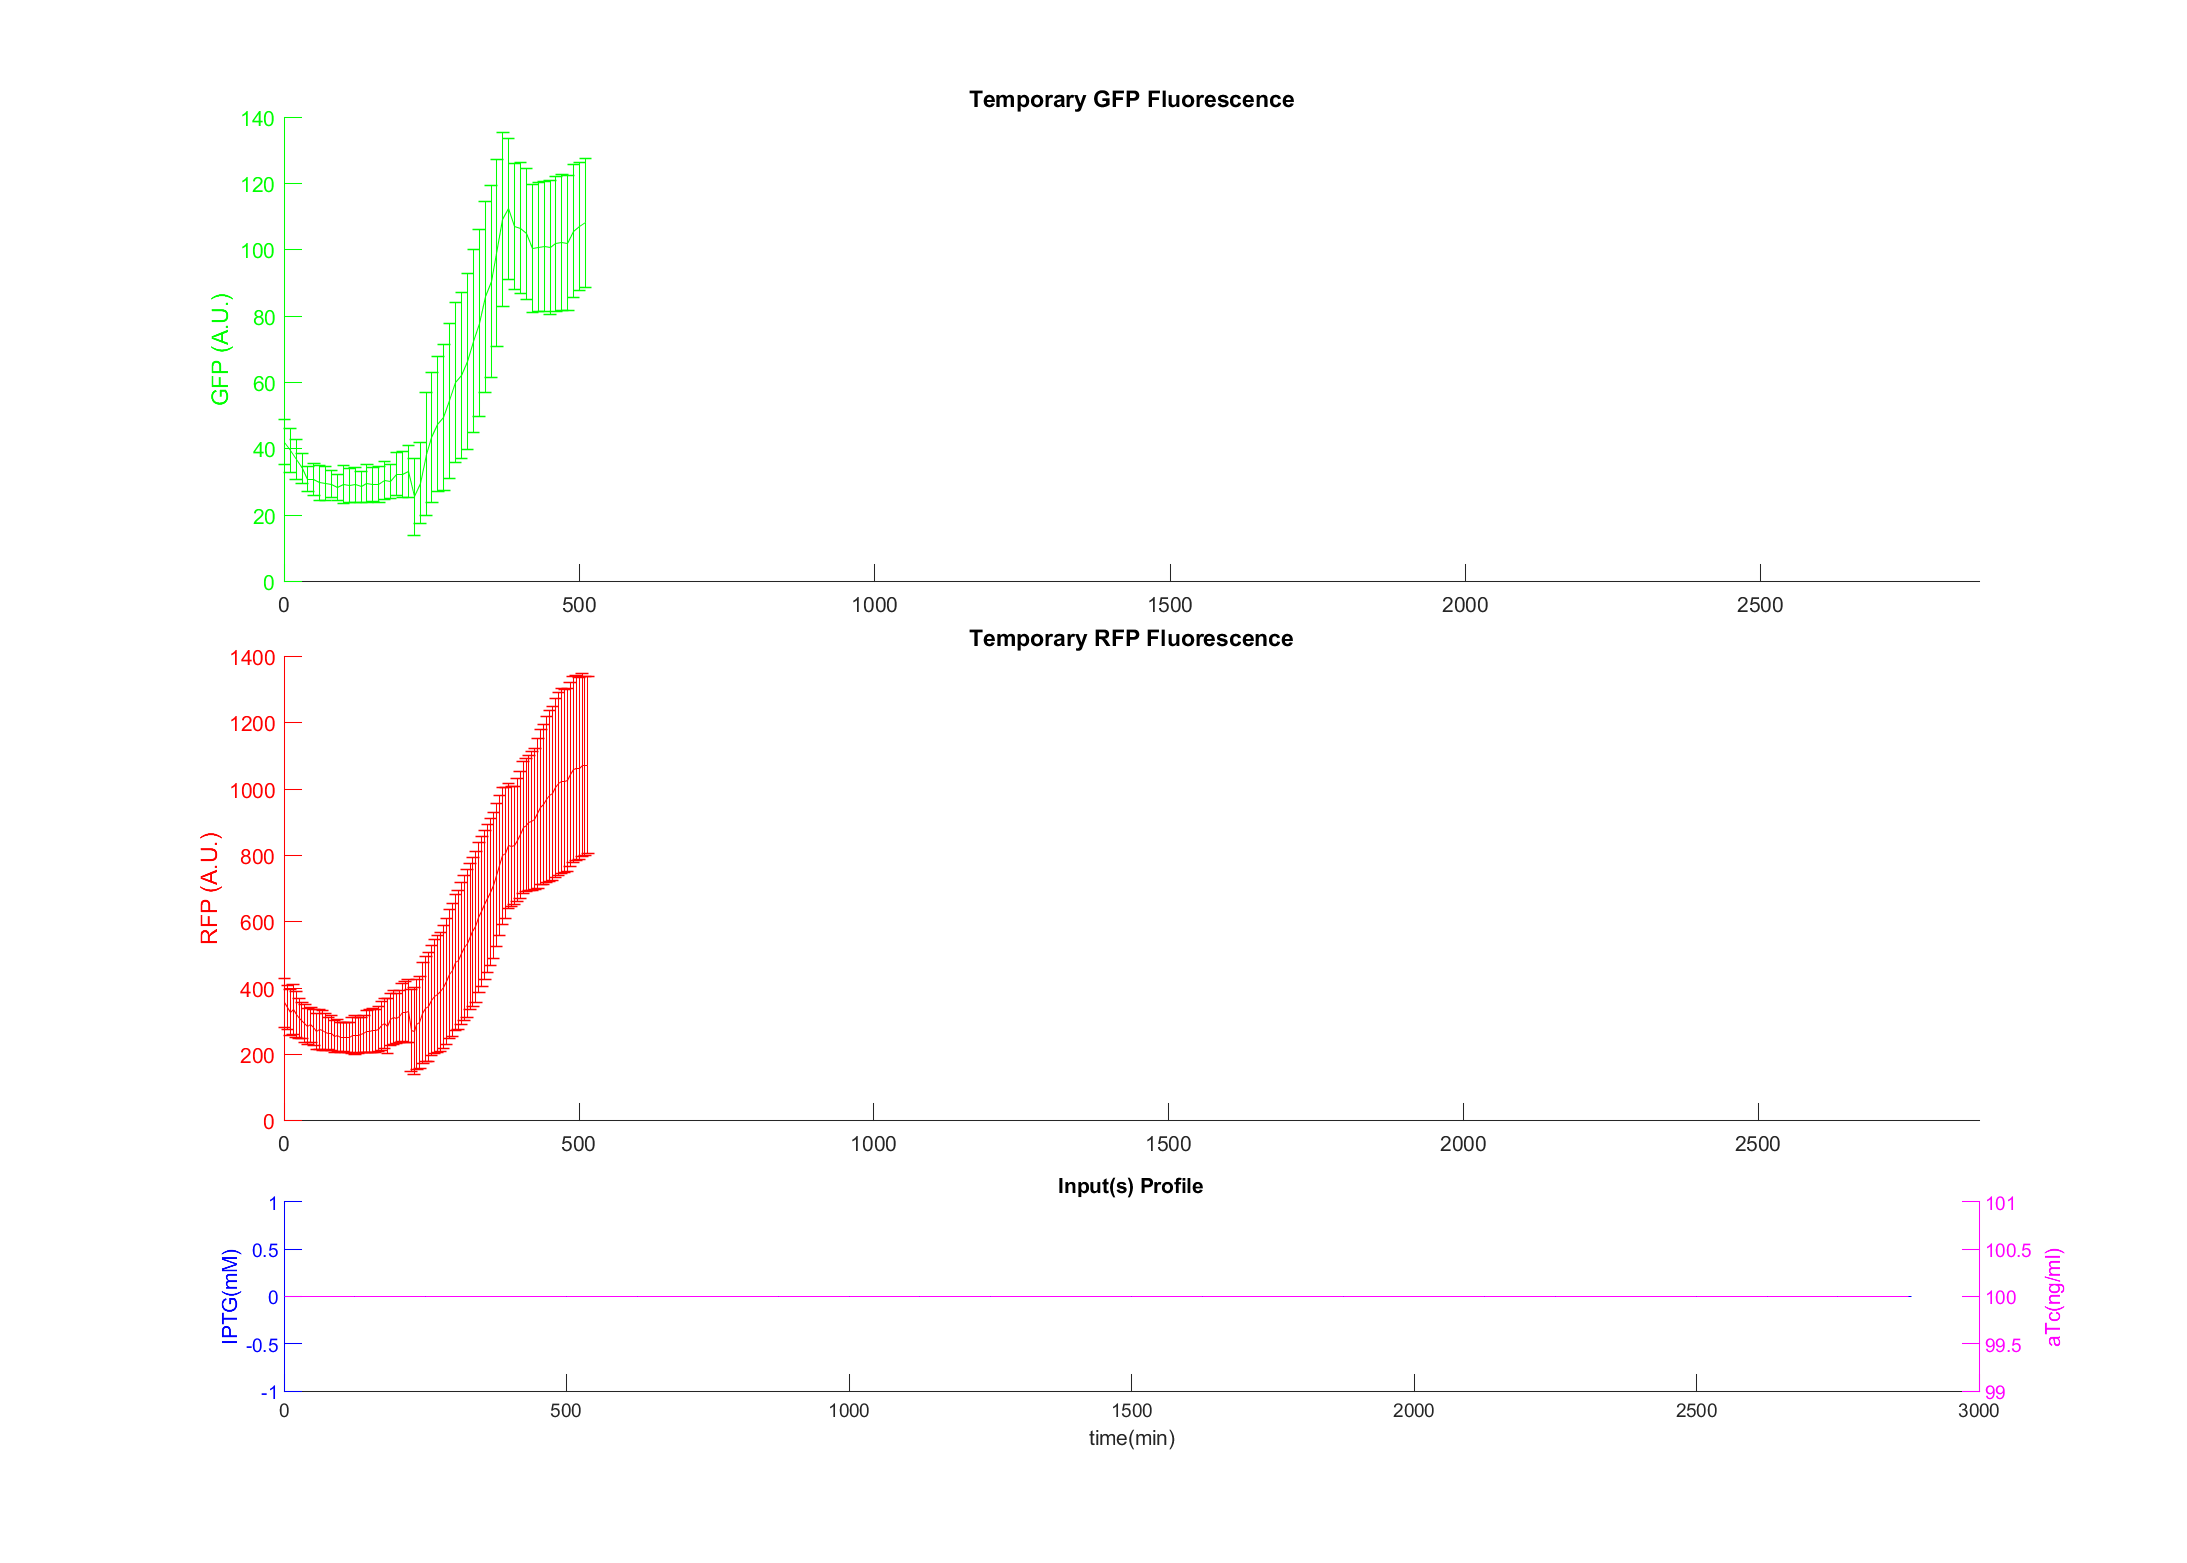 Temporary GFP Fluorescence
140
120
100
80
60
40
20
0
GFP (A.U.)
0 500 1000 1500 2000 2500
Temporary RFP Fluorescence
1400
1200
1000
800
600
400
200
0
RFP (A.U.)
0 500 1000 1500 2000 2500
Input(s) Profile
1
0.5
0
-0.5
-1
IPTG(mM)
101
100.5
100
99.5
99
aTc(ng/ml)
0 500 1000 1500 2000 2500 3000
time(min)